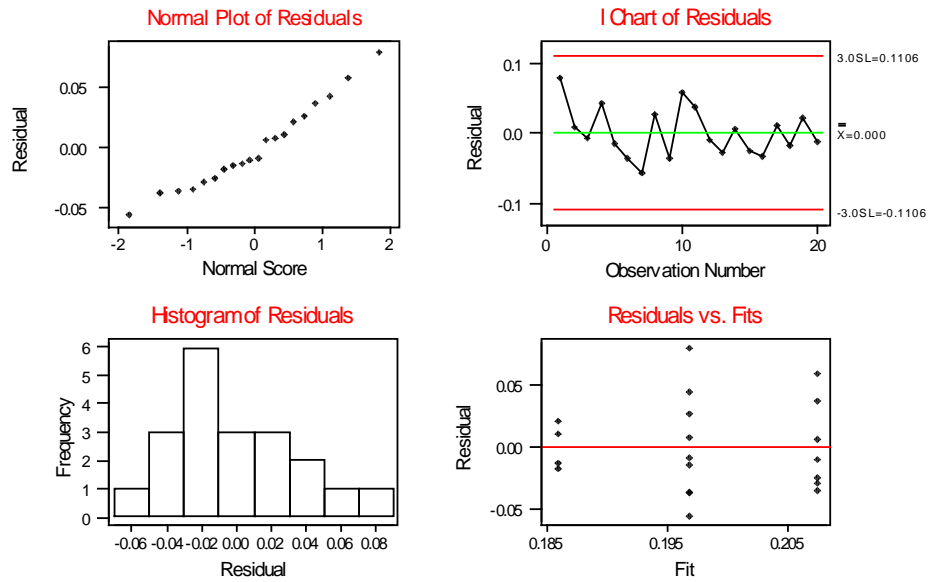 Normal Plot of Residuals
Residual
0.05
0.00
-0.05
-2
-1
0
1
2
Normal Score
I Chart of Residuals
Residual
0.1
0.0
-0.1
3.0SL=0.1106
X=0.000
-3.0SL=-0.1106
0
10
20
Observation Number
Histogram of Residuals
Frequency
6
5
4
3
2
1
0
-0.06 -0.04 -0.02 0.00 0.02 0.04 0.06 0.08
Residual
Residuals vs. Fits
Residual
0.05
0.00
-0.05
0.185
0.195
0.205
Fit